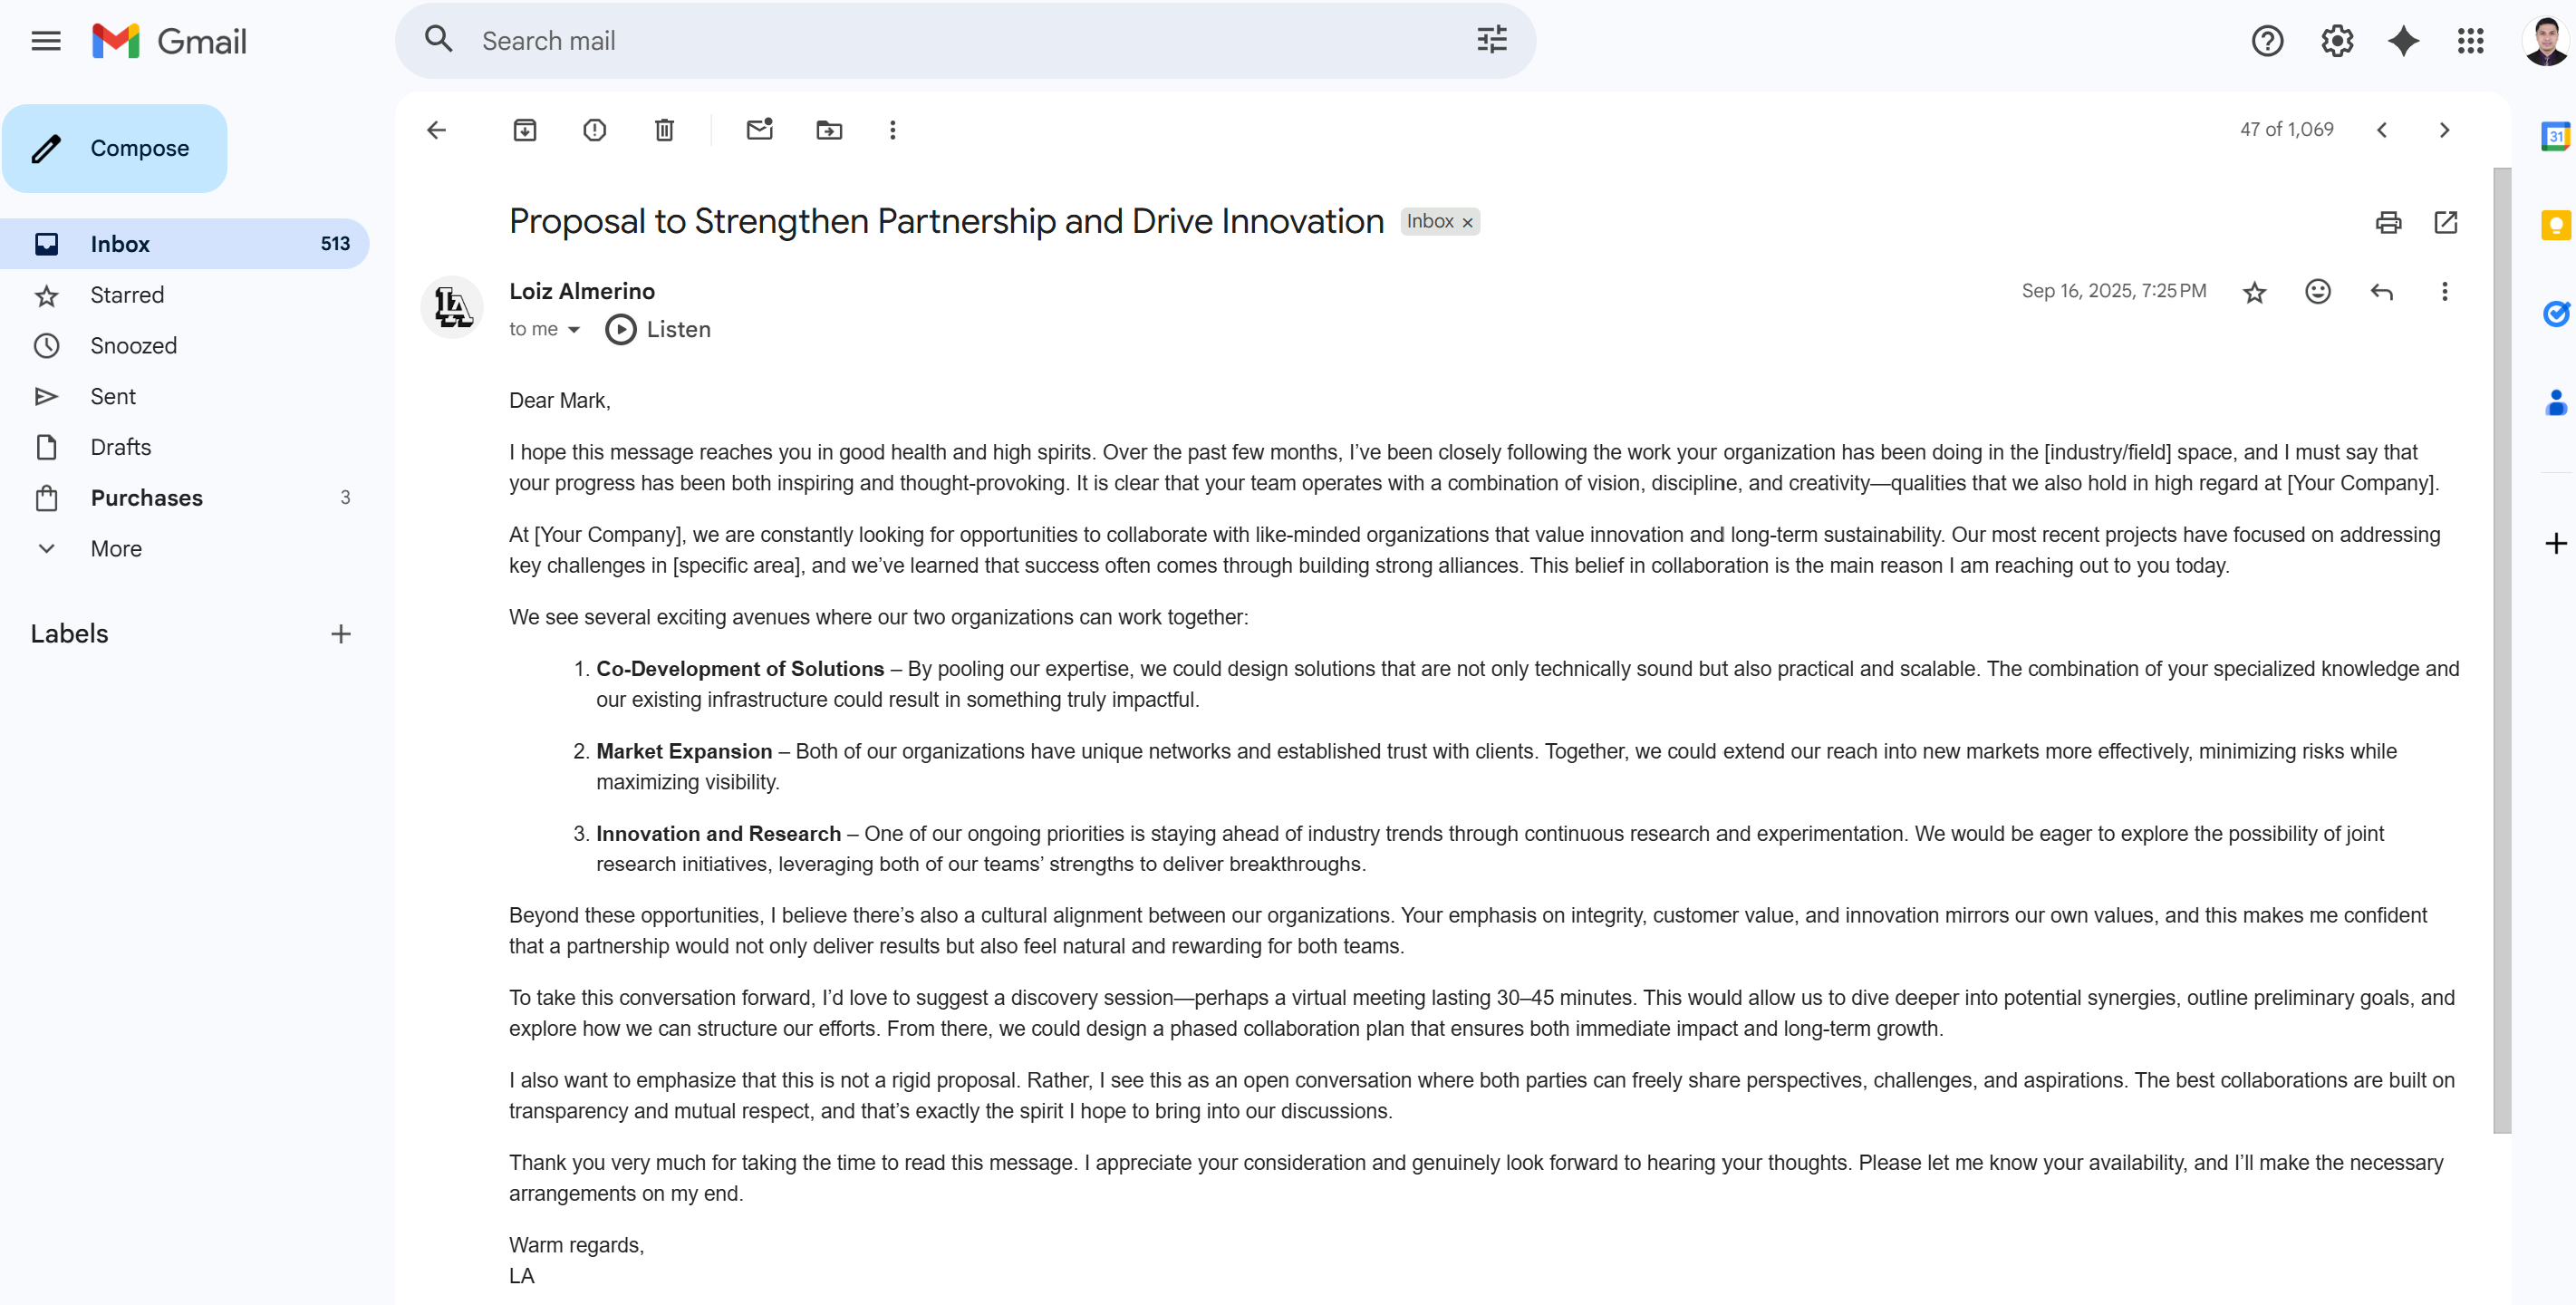 Gmail
Search mail
Compose
47 of 1,069
31
Inbox 513
Starred
Snoozed
Sent
Drafts
Purchases 3
More
Labels
Proposal to Strengthen Partnership and Drive Innovation Inbox
LA
Loiz Almerino
Sep 16, 2025, 7:25 PM
to me Listen
Dear Mark,
I hope this message reaches you in good health and high spirits. Over the past few months, I’ve been closely following the work your organization has been doing in the [industry/field] space, and I must say that
your progress has been both inspiring and thought-provoking. It is clear that your team operates with a combination of vision, discipline, and creativity—qualities that we also hold in high regard at [Your Company].
At [Your Company], we are constantly looking for opportunities to collaborate with like-minded organizations that value innovation and long-term sustainability. Our most recent projects have focused on addressing
key challenges in [specific area], and we’ve learned that success often comes through building strong alliances. This belief in collaboration is the main reason I am reaching out to you today.
We see several exciting avenues where our two organizations can work together:
1. Co-Development of Solutions – By pooling our expertise, we could design solutions that are not only technically sound but also practical and scalable. The combination of your specialized knowledge and
our existing infrastructure could result in something truly impactful.
2. Market Expansion – Both of our organizations have unique networks and established trust with clients. Together, we could extend our reach into new markets more effectively, minimizing risks while
maximizing visibility.
3. Innovation and Research – One of our ongoing priorities is staying ahead of industry trends through continuous research and experimentation. We would be eager to explore the possibility of joint
research initiatives, leveraging both of our teams’ strengths to deliver breakthroughs.
Beyond these opportunities, I believe there’s also a cultural alignment between our organizations. Your emphasis on integrity, customer value, and innovation mirrors our own values, and this makes me confident
that a partnership would not only deliver results but also feel natural and rewarding for both teams.
To take this conversation forward, I’d love to suggest a discovery session—perhaps a virtual meeting lasting 30–45 minutes. This would allow us to dive deeper into potential synergies, outline preliminary goals, and
explore how we can structure our efforts. From there, we could design a phased collaboration plan that ensures both immediate impact and long-term growth.
I also want to emphasize that this is not a rigid proposal. Rather, I see this as an open conversation where both parties can freely share perspectives, challenges, and aspirations. The best collaborations are built on
transparency and mutual respect, and that’s exactly the spirit I hope to bring into our discussions.
Thank you very much for taking the time to read this message. I appreciate your consideration and genuinely look forward to hearing your thoughts. Please let me know your availability, and I’ll make the necessary
arrangements on my end.
Warm regards,
LA